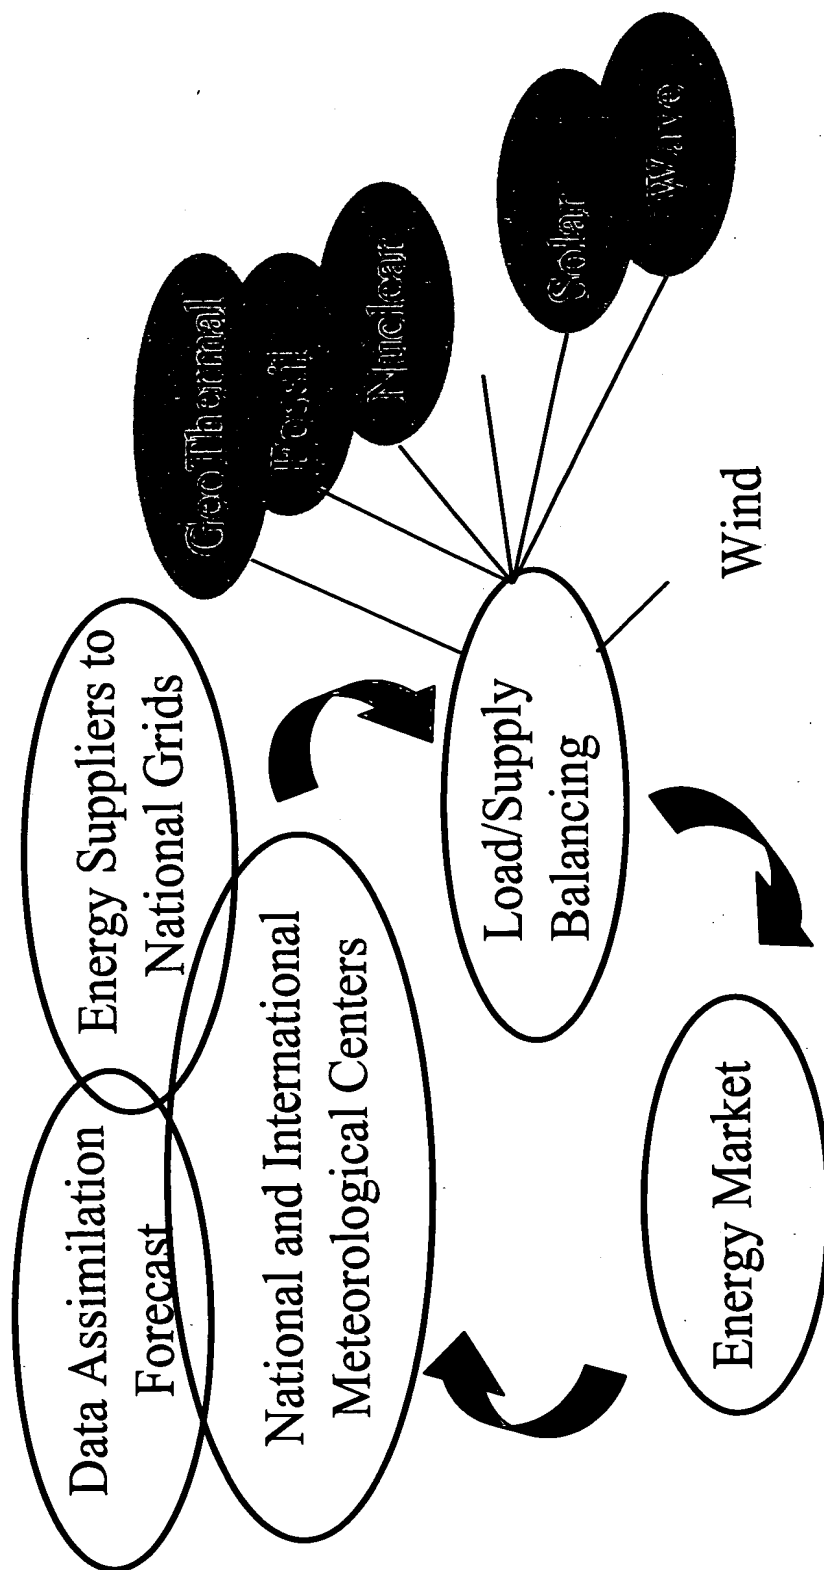 Data Assimilation
Forecast
Energy Suppliers to
National Grids
National and International
Meteorological Centers
GeoThermal
Fossil
Nuclear
Load/Supply
Balancing
Solar
Wave
Wind
Energy Market